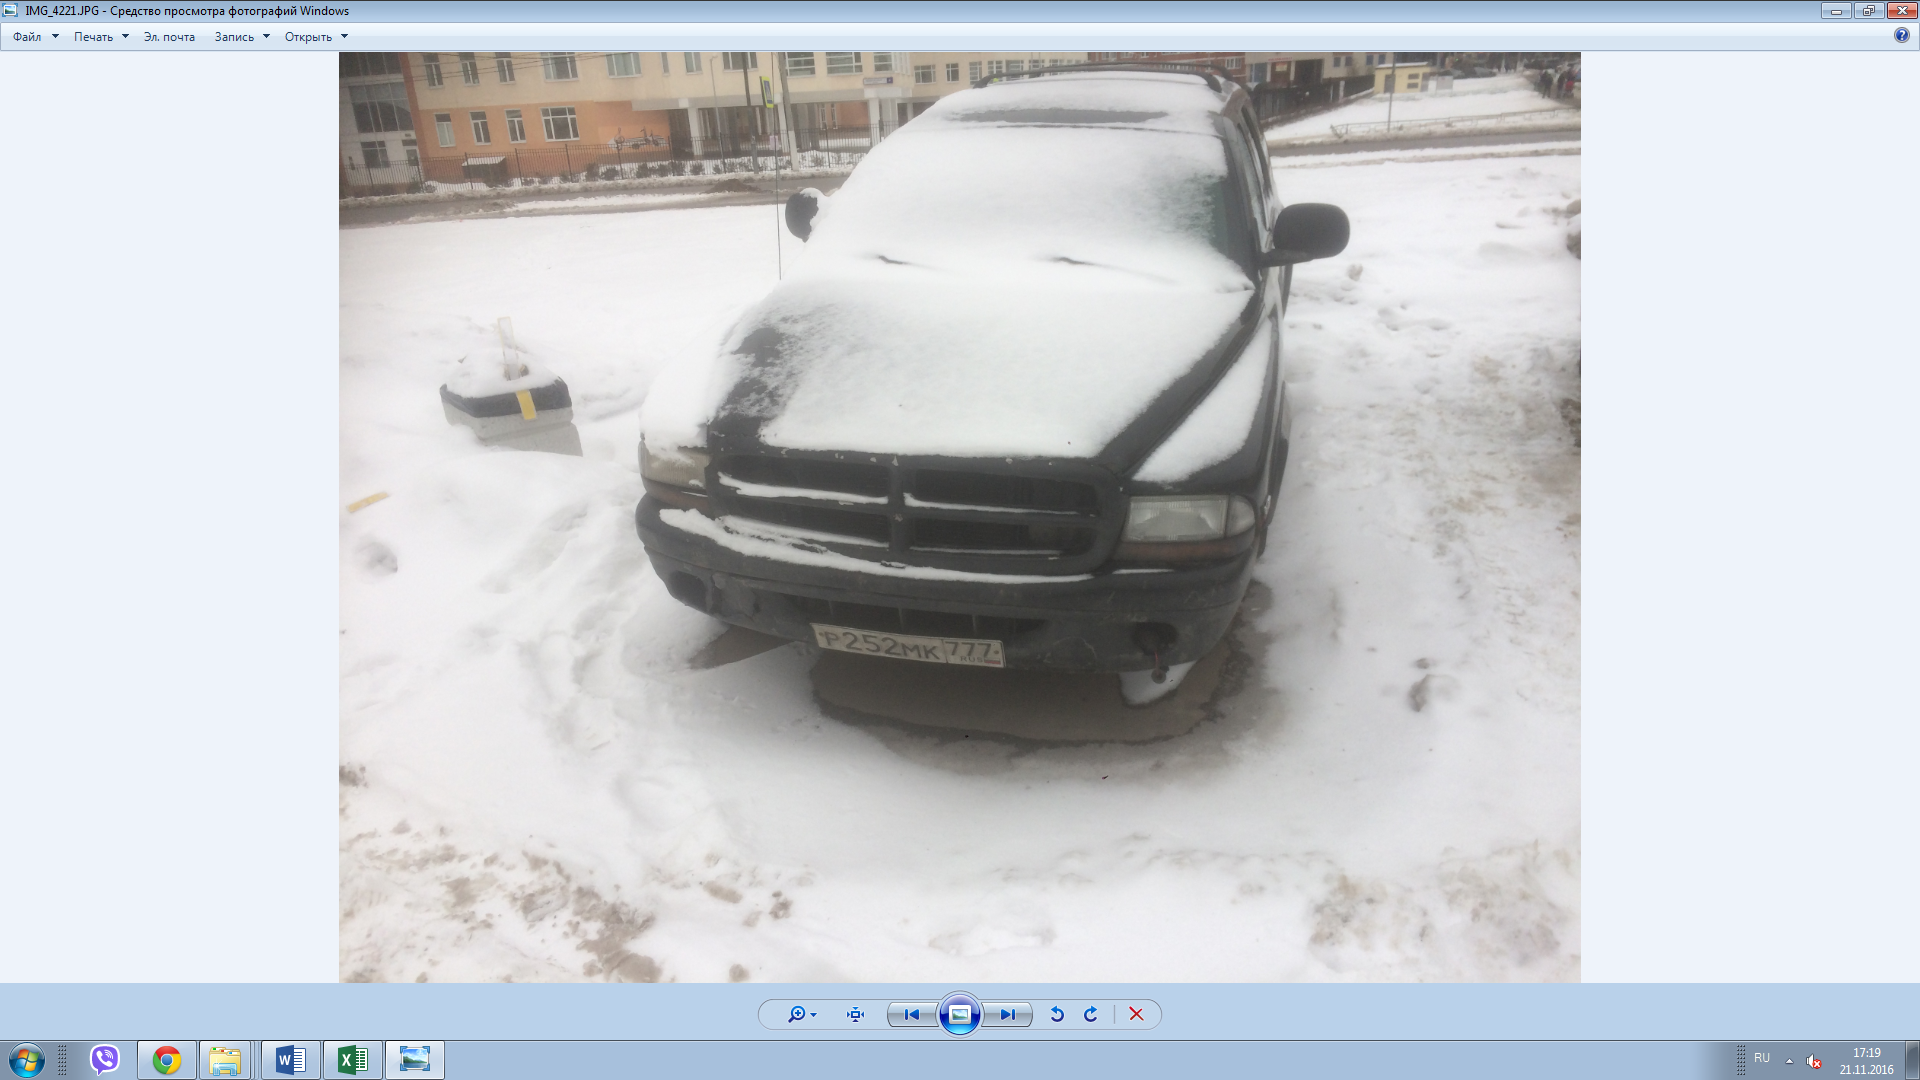 IMG_4221.JPG - Средство просмотра фотографий Windows
Файл Печать Эл. почта Запись Открыть
Р252МК 777
RUS
RU
17:19
21.11.2016